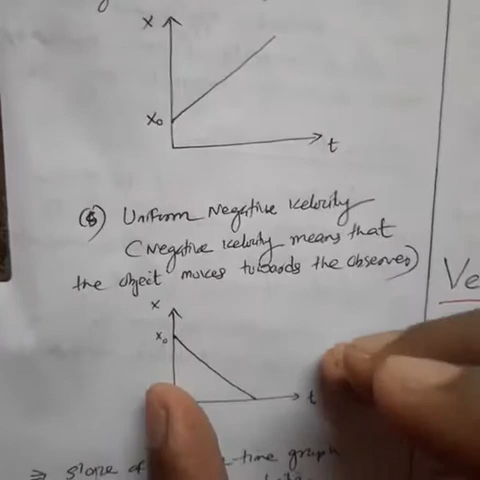 x
x₀
t
(6) Uniform Negative velocity
(Negative velocity means that
the object moves towards the observer)
Ve
x
x₀
t
⇒ slope of -time graph